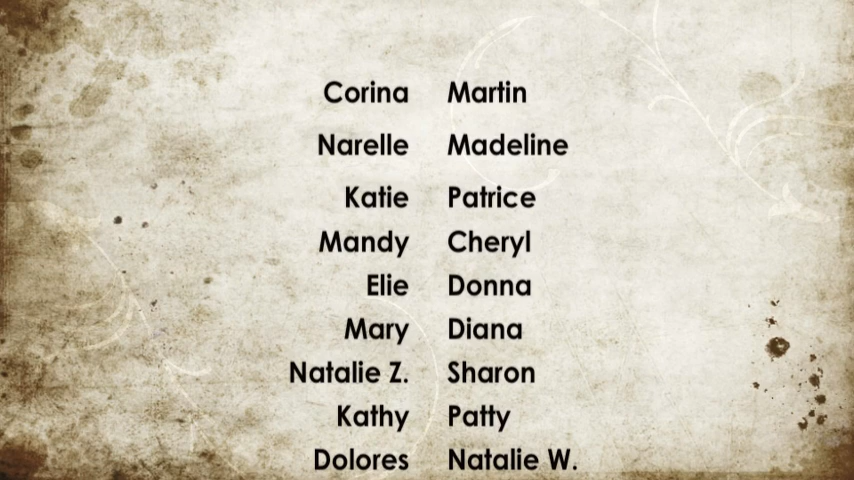 Corina Martin
Narelle Madeline
Katie Patrice
Mandy Cheryl
Elie Donna
Mary Diana
Natalie Z. Sharon
Kathy Patty
Dolores Natalie W.